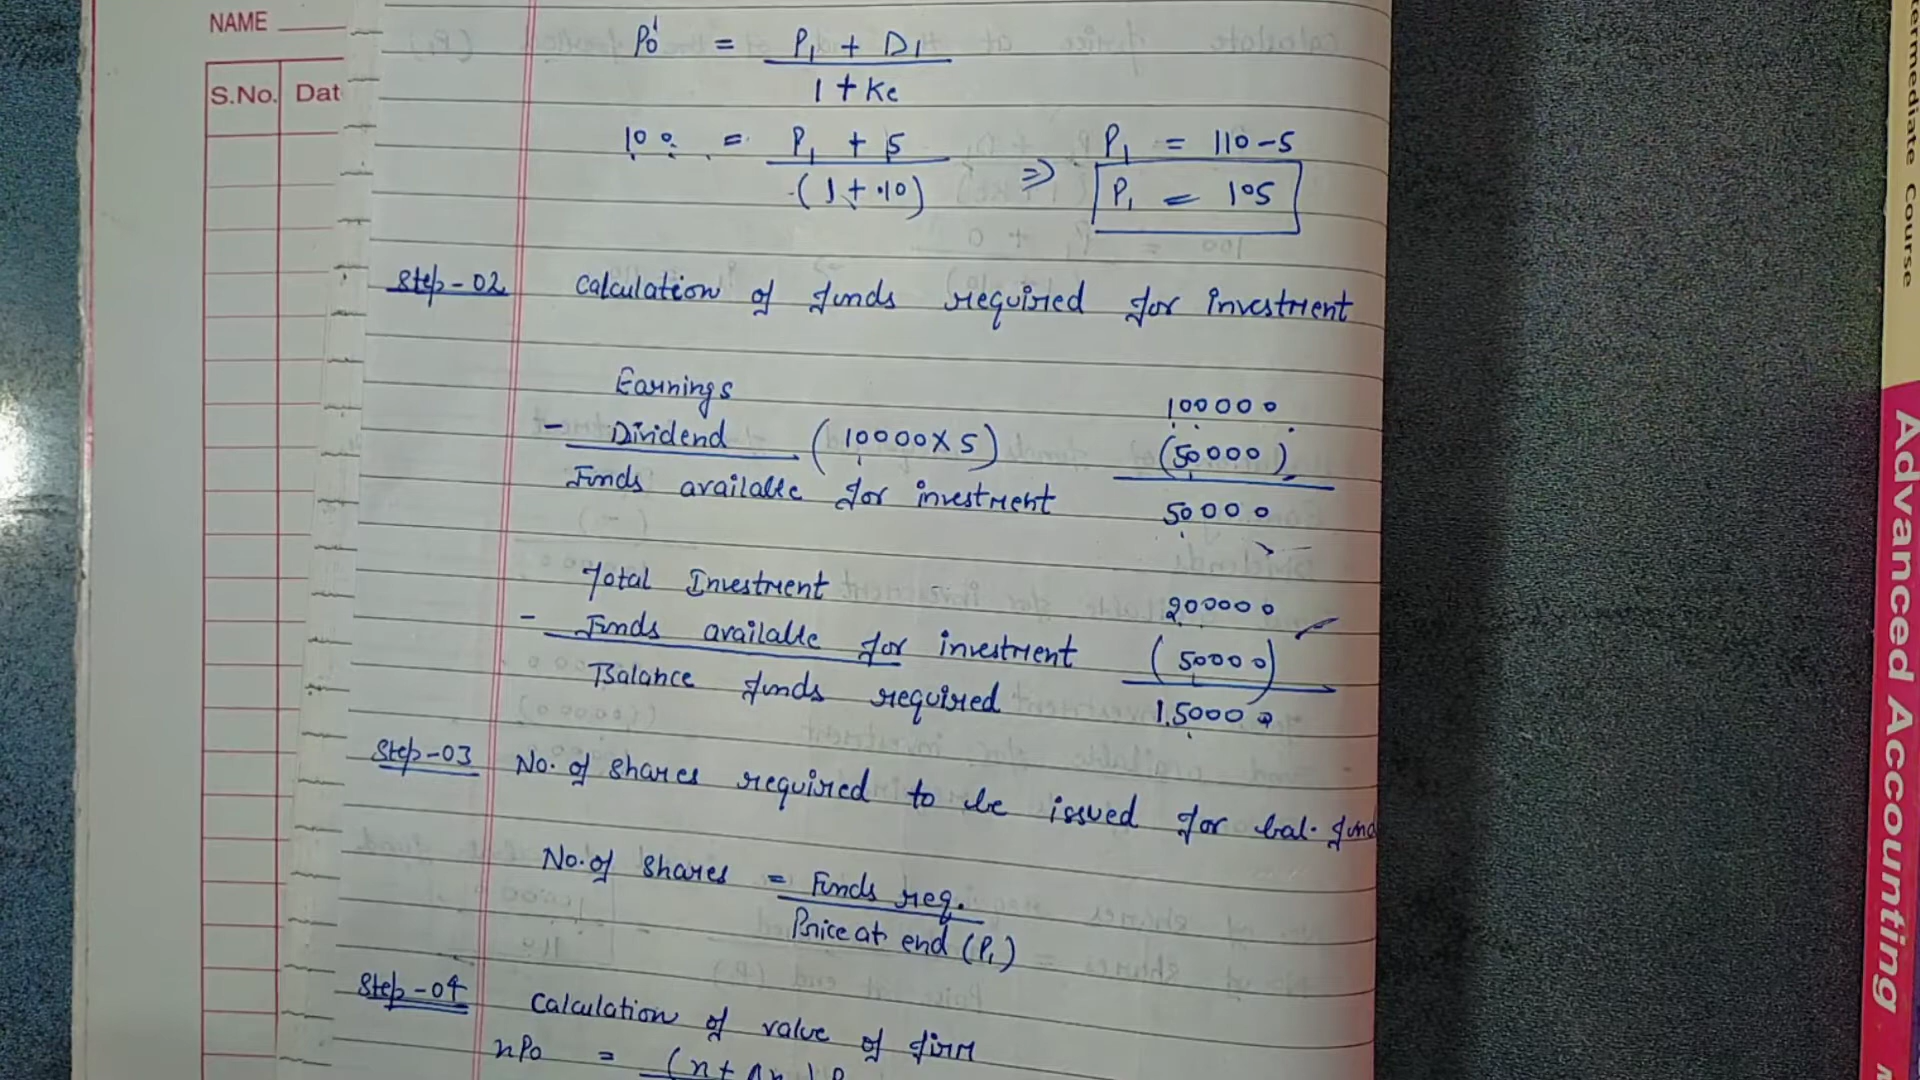 NAME
S.No. Dat
P0' = P1 + D1
1 + Ke
100 = P1 + 5
(1 + .10)
⇒ P1 = 110 - 5
P1 = 105
Step-02 Calculation of funds required for investment
Earnings 100000
- Dividend (10000 X 5) (50000)
Funds available for investment 50000
Total Investment 200000
- Funds available for investment (50000)
Balance funds required 150000
Step-03 No. of shares required to be issued for bal. fund
No. of shares = Funds req.
Price at end (P1)
Step-04 Calculation of value of firm
nP0 = (n + Δn) P
termediate Course
Advanced Accounting